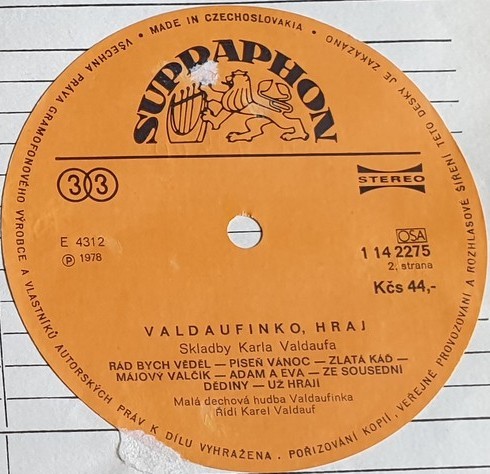 • MADE IN CZECHOSLOVAKIA •
VŠECHNA PRÁVA GRAMOFONOVÉHO VÝROBCE A VLASTNÍKŮ AUTORSKÝCH PRÁV K DÍLU VYHRAŽENA. POŘIZOVÁNÍ KOPIÍ, VEŘEJNÉ PROVOZOVÁNÍ A ROZHLASOVÉ ŠÍŘENÍ TÉTO DESKY JE ZAKÁZÁNO
SUPRAPHON
33
STEREO
E 4312
OSA
Ⓟ 1978
1 14 2275
2. strana
Kčs 44,-
VALDAUFINKO, HRAJ
Skladby Karla Valdaufa
RÁD BYCH VĚDĚL — PÍSEŇ VÁNOC — ZLATÁ KÁĎ —
MÁJOVÝ VALČÍK — ADAM A EVA — ZE SOUSEDNÍ
DĚDINY — UŽ HRAJÍ
Malá dechová hudba Valdaufinka
Řídí Karel Valdauf